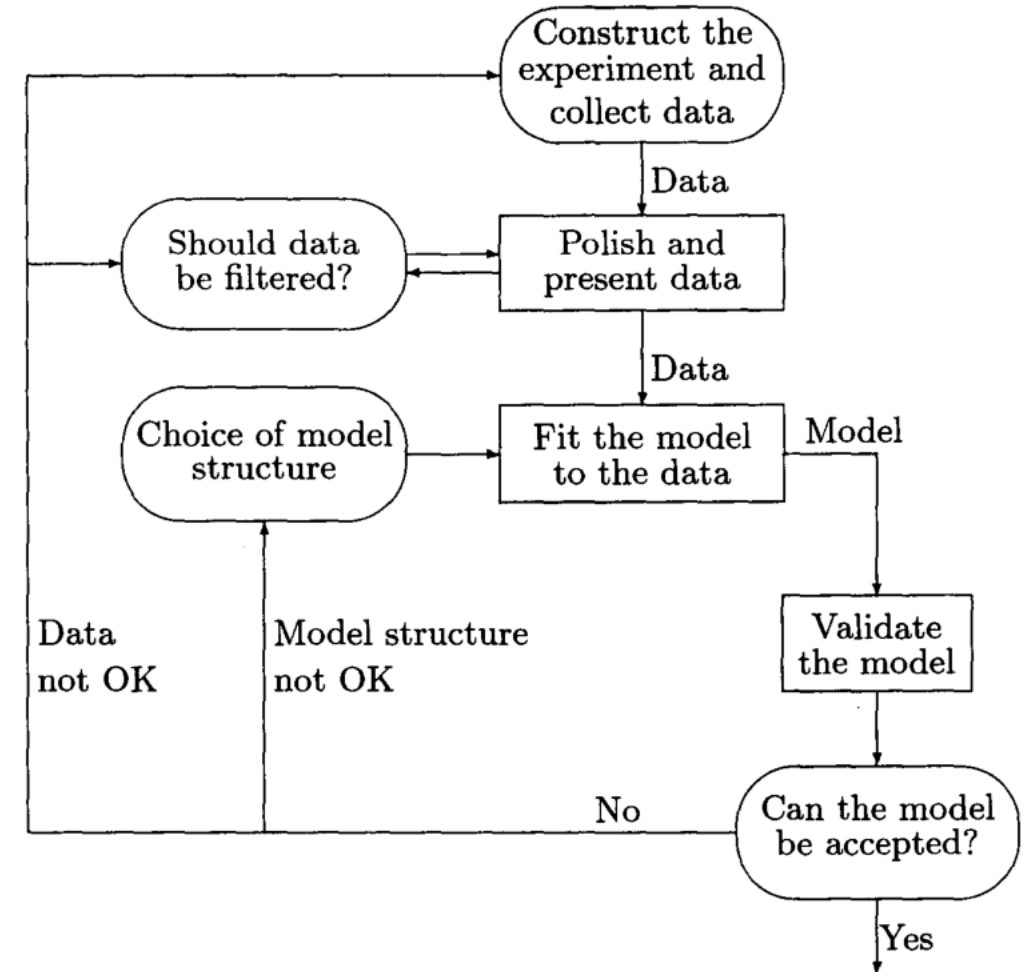 Construct the
experiment and
collect data
Data
Should data
be filtered?
Polish and
present data
Data
Choice of model
structure
Fit the model
to the data
Model
Data
not OK
Model structure
not OK
Validate
the model
No
Can the model
be accepted?
Yes